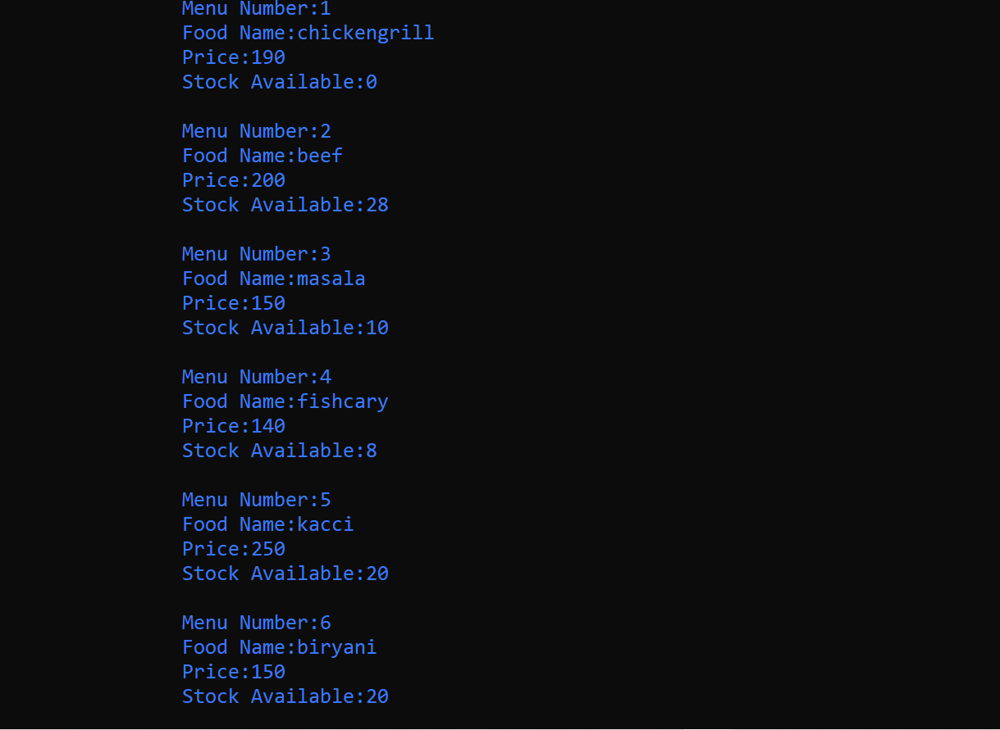 Menu Number:1
Food Name:chickengrill
Price:190
Stock Available:0
Menu Number:2
Food Name:beef
Price:200
Stock Available:28
Menu Number:3
Food Name:masala
Price:150
Stock Available:10
Menu Number:4
Food Name:fishcary
Price:140
Stock Available:8
Menu Number:5
Food Name:kacci
Price:250
Stock Available:20
Menu Number:6
Food Name:biryani
Price:150
Stock Available:20